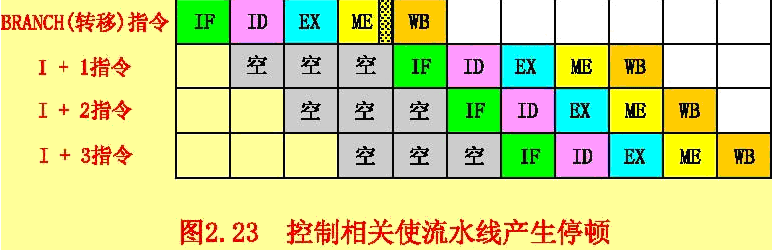 BRANCH(转移)指令 IF ID EX ME WB
I + 1指令 空 空 空 IF ID EX ME WB
I + 2指令 空 空 空 IF ID EX ME WB
I + 3指令 空 空 空 IF ID EX ME WB
图2.23 控制相关使流水线产生停顿